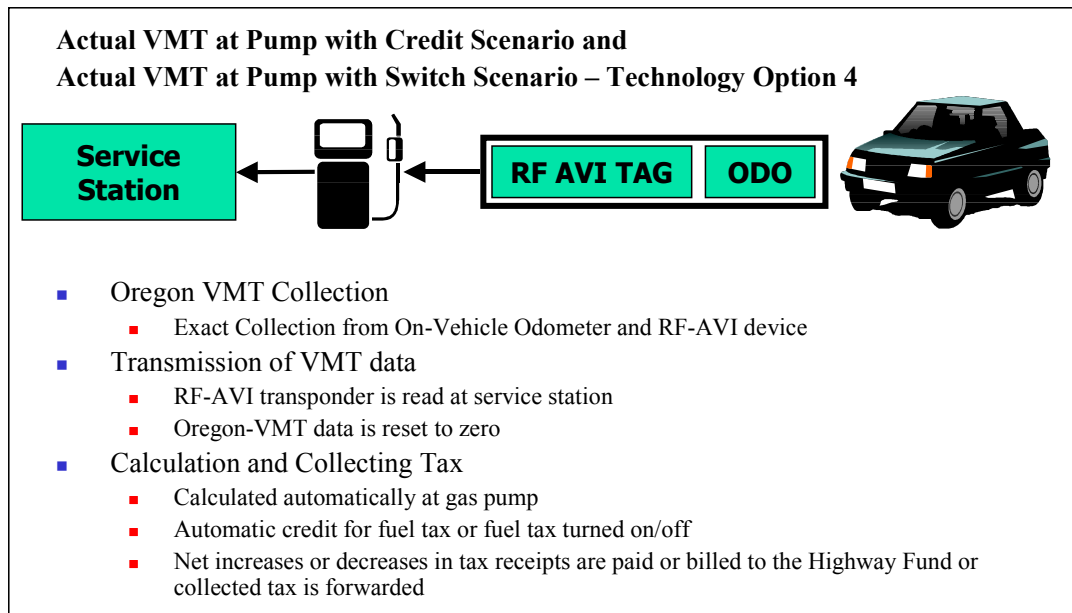 Actual VMT at Pump with Credit Scenario and
Actual VMT at Pump with Switch Scenario – Technology Option 4
Service
Station
RF AVI TAG
ODO
Oregon VMT Collection
Exact Collection from On-Vehicle Odometer and RF-AVI device
Transmission of VMT data
RF-AVI transponder is read at service station
Oregon-VMT data is reset to zero
Calculation and Collecting Tax
Calculated automatically at gas pump
Automatic credit for fuel tax or fuel tax turned on/off
Net increases or decreases in tax receipts are paid or billed to the Highway Fund or
collected tax is forwarded